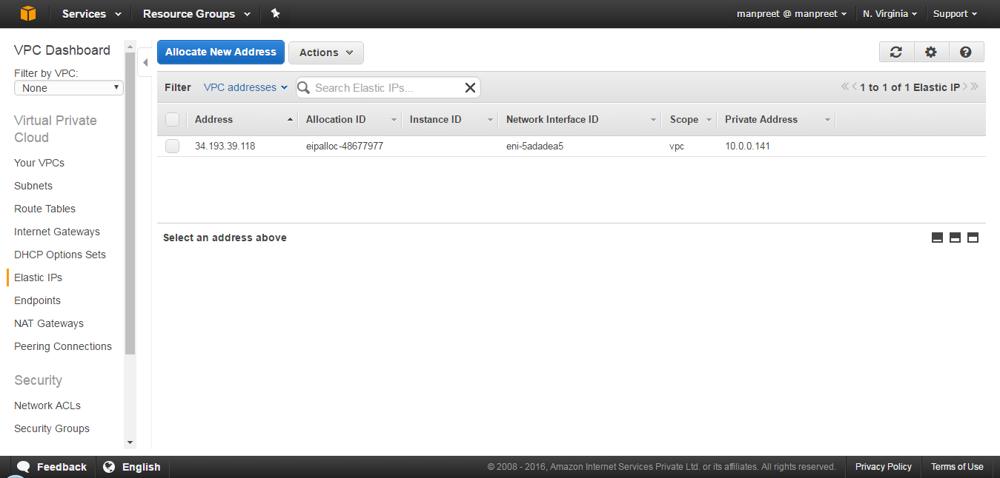 Services Resource Groups manpreet @ manpreet N. Virginia Support
VPC Dashboard
Filter by VPC:
None
Virtual Private
Cloud
Your VPCs
Subnets
Route Tables
Internet Gateways
DHCP Options Sets
Elastic IPs
Endpoints
NAT Gateways
Peering Connections
Security
Network ACLs
Security Groups
Allocate New Address Actions
Filter VPC addresses Search Elastic IPs... 1 to 1 of 1 Elastic IP
Address Allocation ID Instance ID Network Interface ID Scope Private Address
34.193.39.118 eipalloc-48677977 eni-5adadea5 vpc 10.0.0.141
Select an address above
Feedback English © 2008 - 2016, Amazon Internet Services Private Ltd. or its affiliates. All rights reserved. Privacy Policy Terms of Use